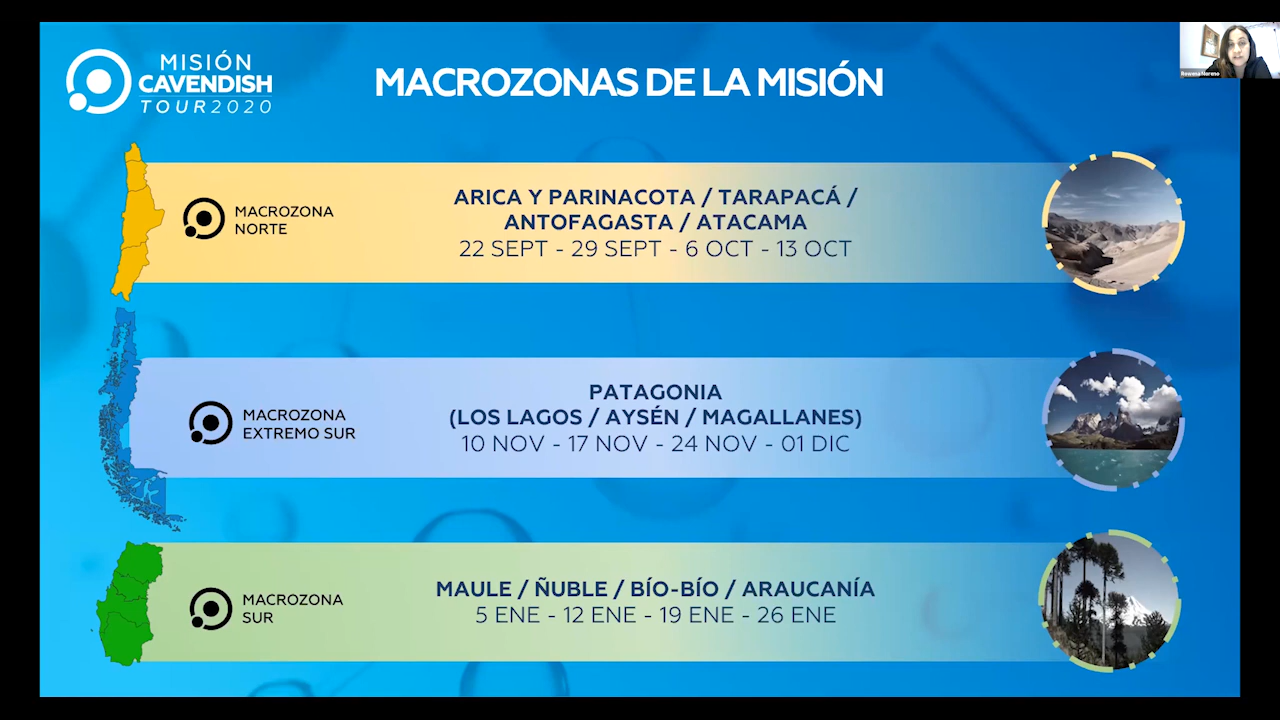 MISIÓN
CAVENDISH
TOUR2020
MACROZONAS DE LA MISIÓN
Rowena Moreno
MACROZONA
NORTE
ARICA Y PARINACOTA / TARAPACÁ /
ANTOFAGASTA / ATACAMA
22 SEPT - 29 SEPT - 6 OCT - 13 OCT
MACROZONA
EXTREMO SUR
PATAGONIA
(LOS LAGOS / AYSÉN / MAGALLANES)
10 NOV - 17 NOV - 24 NOV - 01 DIC
MACROZONA
SUR
MAULE / ÑUBLE / BÍO-BÍO / ARAUCANÍA
5 ENE - 12 ENE - 19 ENE - 26 ENE